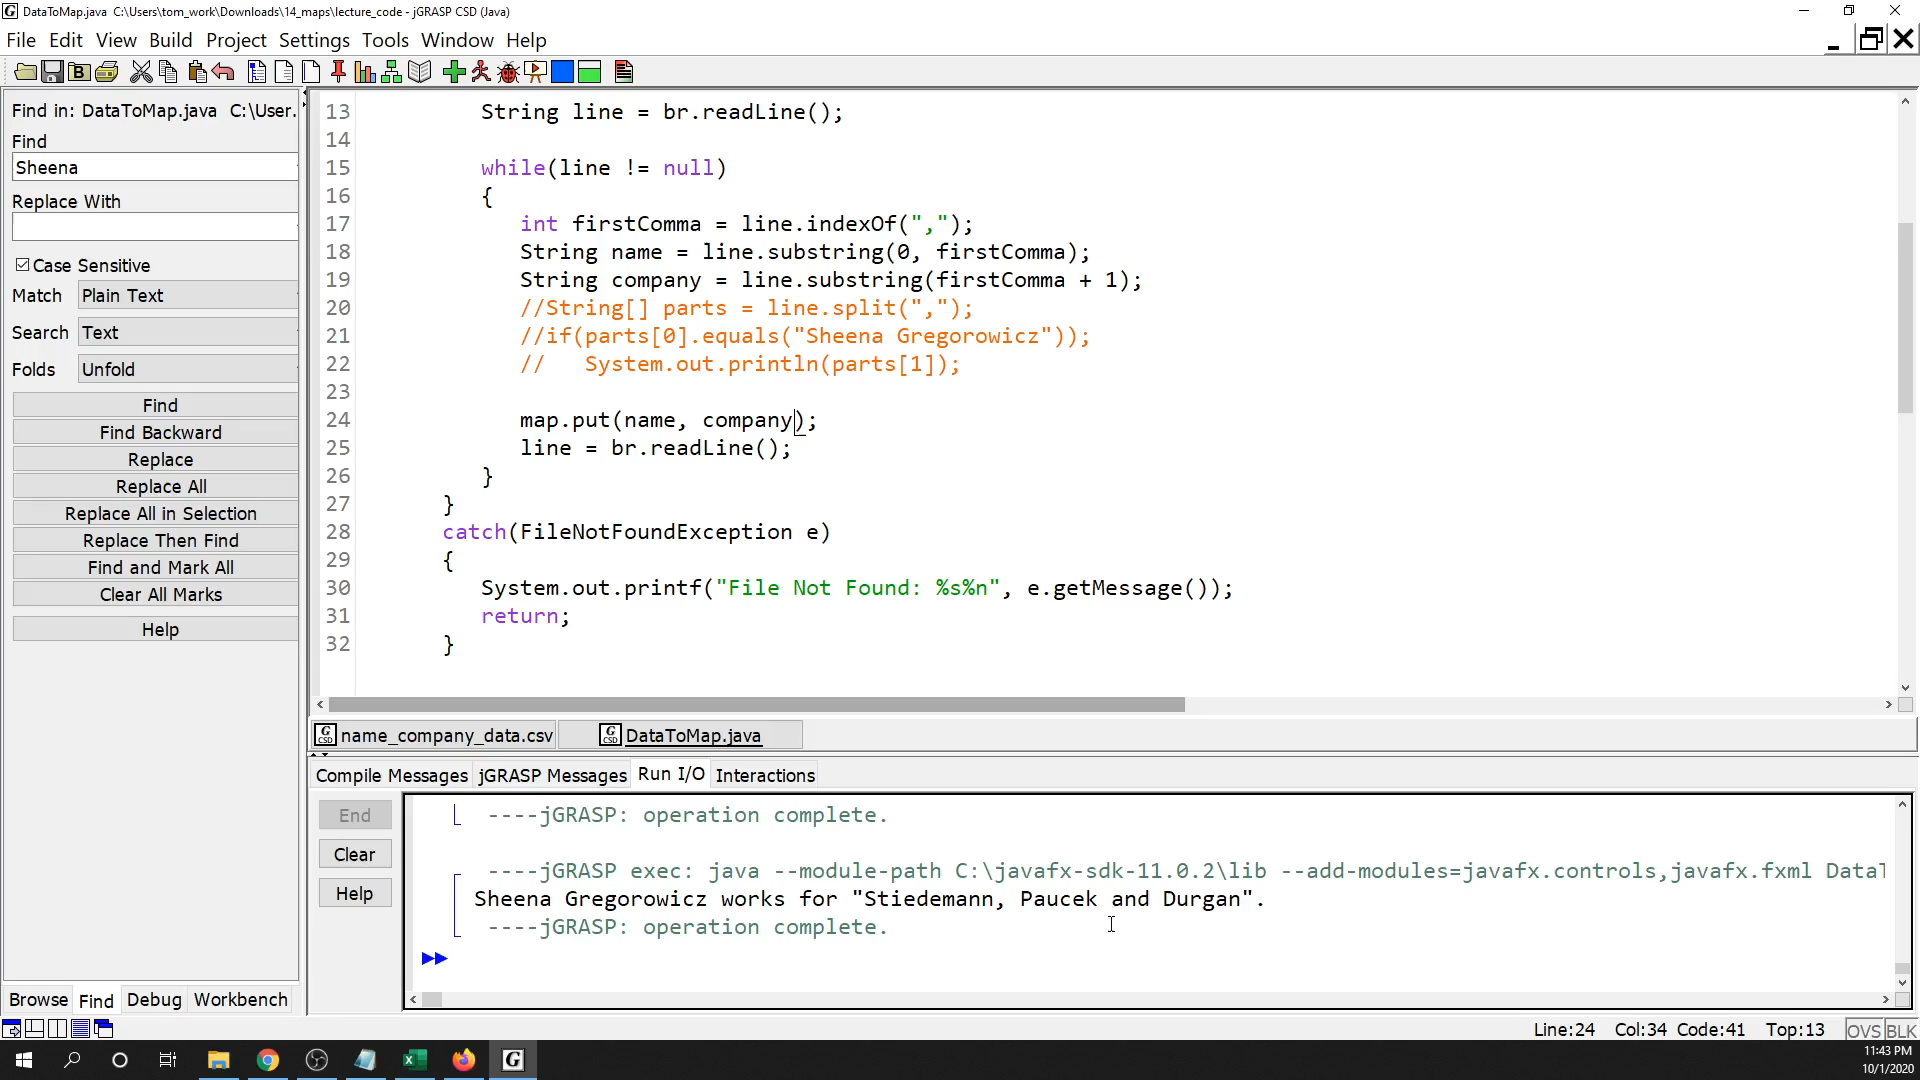 DataToMap.java  C:\Users\tom_work\Downloads\14_maps\lecture_code - jGRASP CSD (Java)
File Edit View Build Project Settings Tools Window Help
Find in: DataToMap.java  C:\User.
Find
Sheena
Replace With
Case Sensitive
Match Plain Text
Search Text
Folds Unfold
Find
Find Backward
Replace
Replace All
Replace All in Selection
Replace Then Find
Find and Mark All
Clear All Marks
Help
Browse Find Debug Workbench
13 String line = br.readLine();
14
15 while(line != null)
16 {
17 int firstComma = line.indexOf(",");
18 String name = line.substring(0, firstComma);
19 String company = line.substring(firstComma + 1);
20 //String[] parts = line.split(",");
21 //if(parts[0].equals("Sheena Gregorowicz"));
22 //   System.out.println(parts[1]);
23
24 map.put(name, company);
25 line = br.readLine();
26 }
27 }
28 catch(FileNotFoundException e)
29 {
30 System.out.printf("File Not Found: %s%n", e.getMessage());
31 return;
32 }
name_company_data.csv DataToMap.java
Compile Messages jGRASP Messages Run I/O Interactions
End
Clear
Help
----jGRASP: operation complete.
----jGRASP exec: java --module-path C:\javafx-sdk-11.0.2\lib --add-modules=javafx.controls,javafx.fxml DataT
Sheena Gregorowicz works for "Stiedemann, Paucek and Durgan".
----jGRASP: operation complete.
Line:24 Col:34 Code:41 Top:13 OVS BLK
11:43 PM
10/1/2020